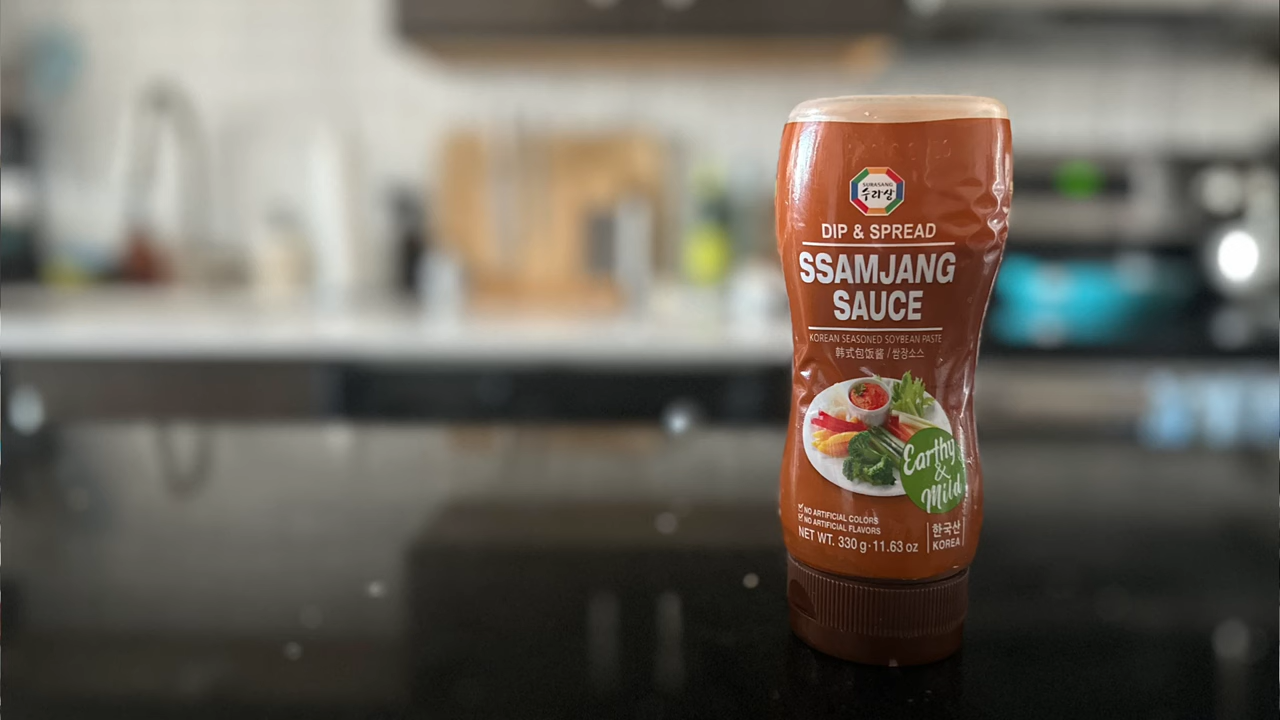 SURASANG
수라상
DIP & SPREAD
SSAMJANG
SAUCE
KOREAN SEASONED SOYBEAN PASTE
韩式包饭酱 / 쌈장소스
Earthy
&
Mild
NO ARTIFICIAL COLORS
NO ARTIFICIAL FLAVORS
NET WT. 330 g · 11.63 oz
한국산
KOREA